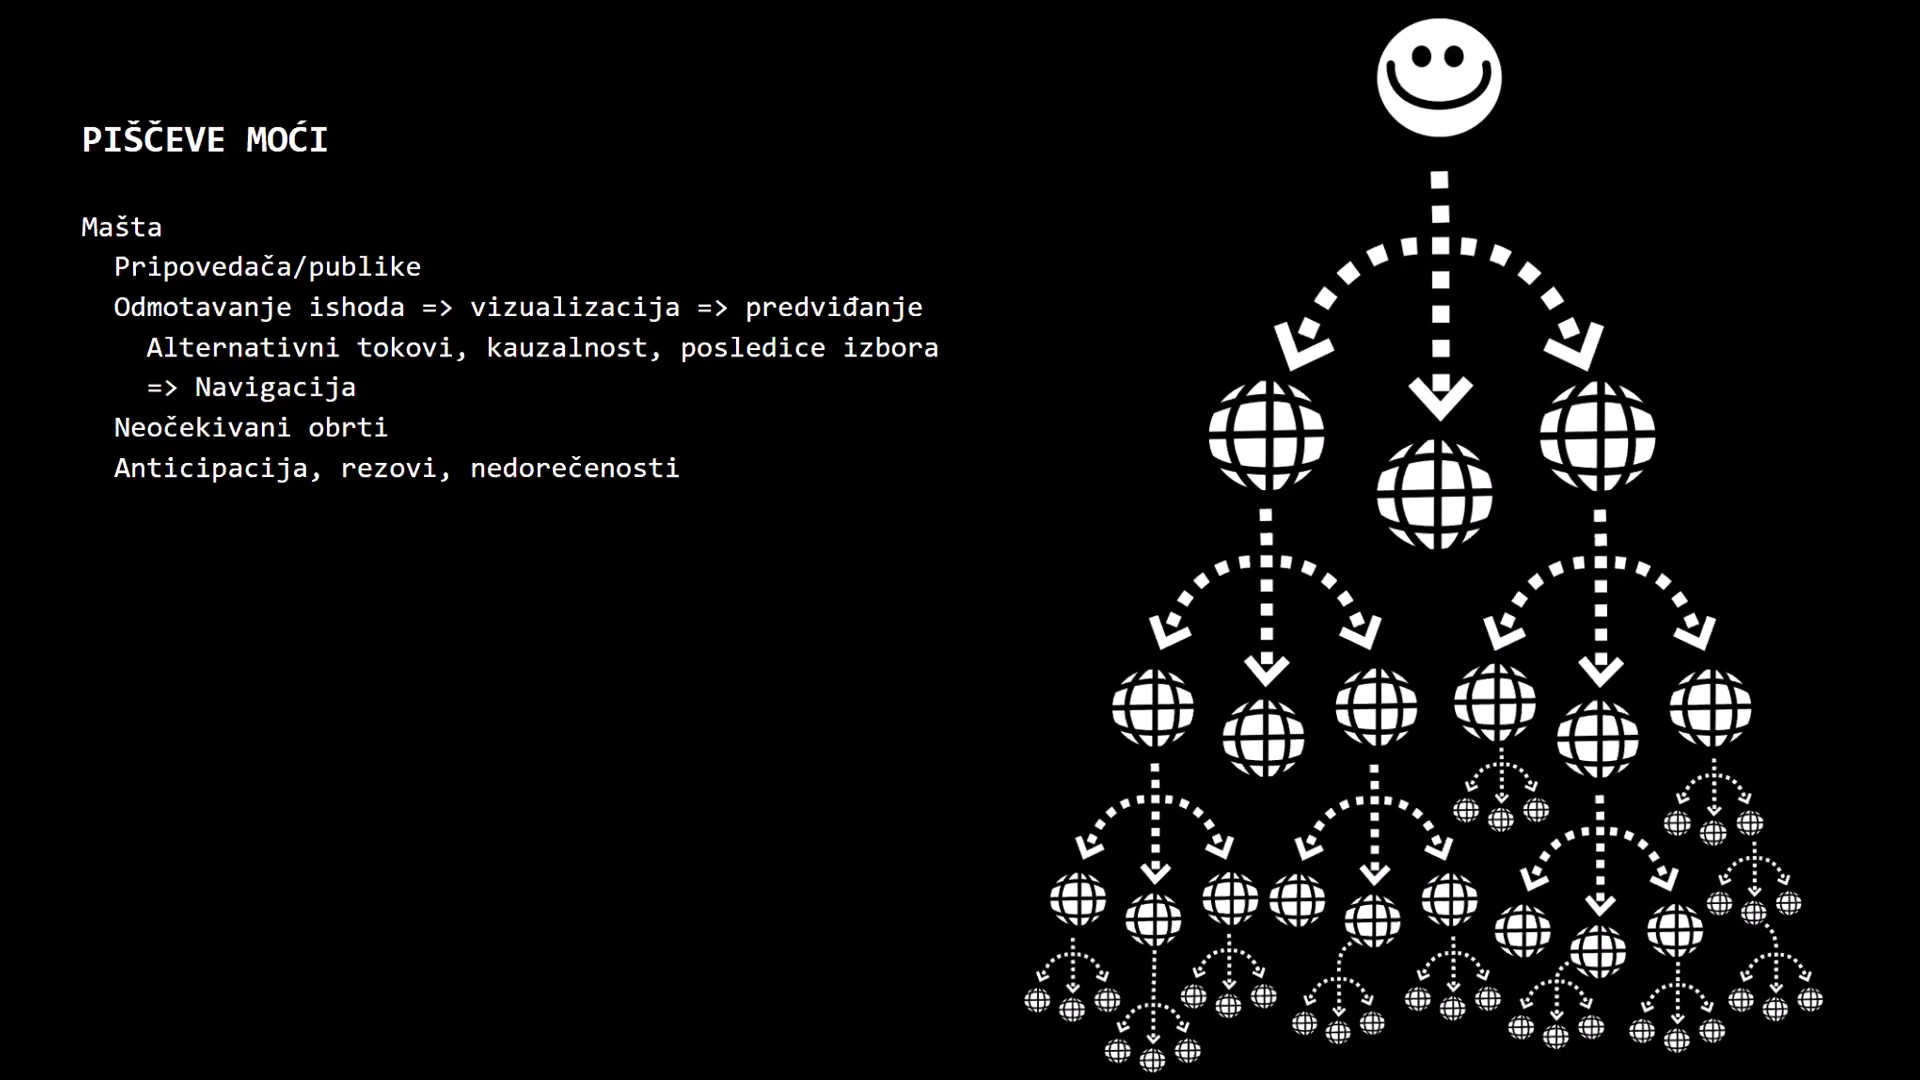 PIŠČEVE MOĆI
Mašta
Pripovedača/publike
Odmotavanje ishoda => vizualizacija => predviđanje
Alternativni tokovi, kauzalnost, posledice izbora
=> Navigacija
Neočekivani obrti
Anticipacija, rezovi, nedorečenosti